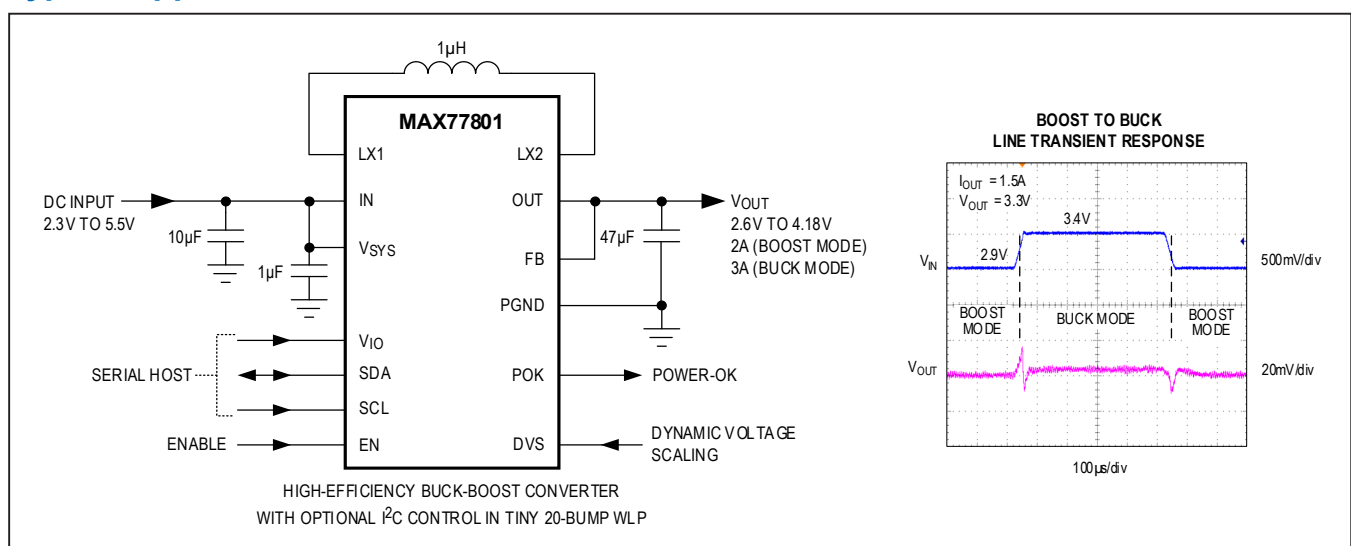 1µH
MAX77801
LX1
LX2
DC INPUT
2.3V TO 5.5V
IN
OUT
VOUT
2.6V TO 4.18V
2A (BOOST MODE)
3A (BUCK MODE)
10µF
VSYS
1µF
FB
47µF
PGND
SERIAL HOST
VIO
SDA
SCL
POK
POWER-OK
ENABLE
EN
DVS
DYNAMIC VOLTAGE
SCALING
HIGH-EFFICIENCY BUCK-BOOST CONVERTER
WITH OPTIONAL I2C CONTROL IN TINY 20-BUMP WLP
BOOST TO BUCK
LINE TRANSIENT RESPONSE
IOUT = 1.5A
VOUT = 3.3V
3.4V
2.9V
VIN
500mV/div
BOOST
MODE
BUCK MODE
BOOST
MODE
VOUT
20mV/div
100µs/div